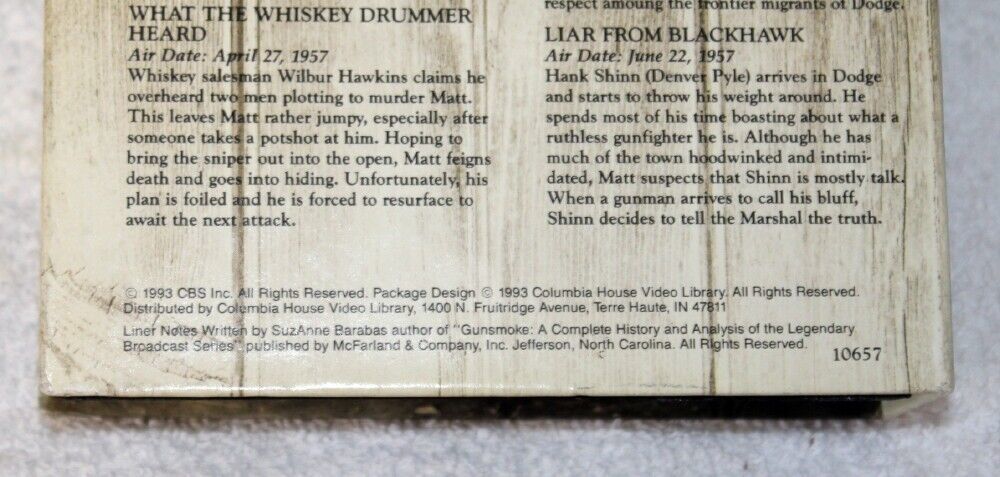 WHAT THE WHISKEY DRUMMER
HEARD
Air Date: April 27, 1957
Whiskey salesman Wilbur Hawkins claims he
overheard two men plotting to murder Matt.
This leaves Matt rather jumpy, especially after
someone takes a potshot at him. Hoping to
bring the sniper out into the open, Matt feigns
death and goes into hiding. Unfortunately, his
plan is foiled and he is forced to resurface to
await the next attack.
respect amoung the frontier migrants of Dodge.
LIAR FROM BLACKHAWK
Air Date: June 22, 1957
Hank Shinn (Denver Pyle) arrives in Dodge
and starts to throw his weight around. He
spends most of his time boasting about what a
ruthless gunfighter he is. Although he has
much of the town hoodwinked and intimi-
dated, Matt suspects that Shinn is mostly talk.
When a gunman arrives to call his bluff,
Shinn decides to tell the Marshal the truth.
© 1993 CBS Inc. All Rights Reserved. Package Design © 1993 Columbia House Video Library. All Rights Reserved.
Distributed by Columbia House Video Library, 1400 N. Fruitridge Avenue, Terre Haute, IN 47811
Liner Notes Written by SuzAnne Barabas author of "Gunsmoke: A Complete History and Analysis of the Legendary
Broadcast Series", published by McFarland & Company, Inc. Jefferson, North Carolina. All Rights Reserved.
10657